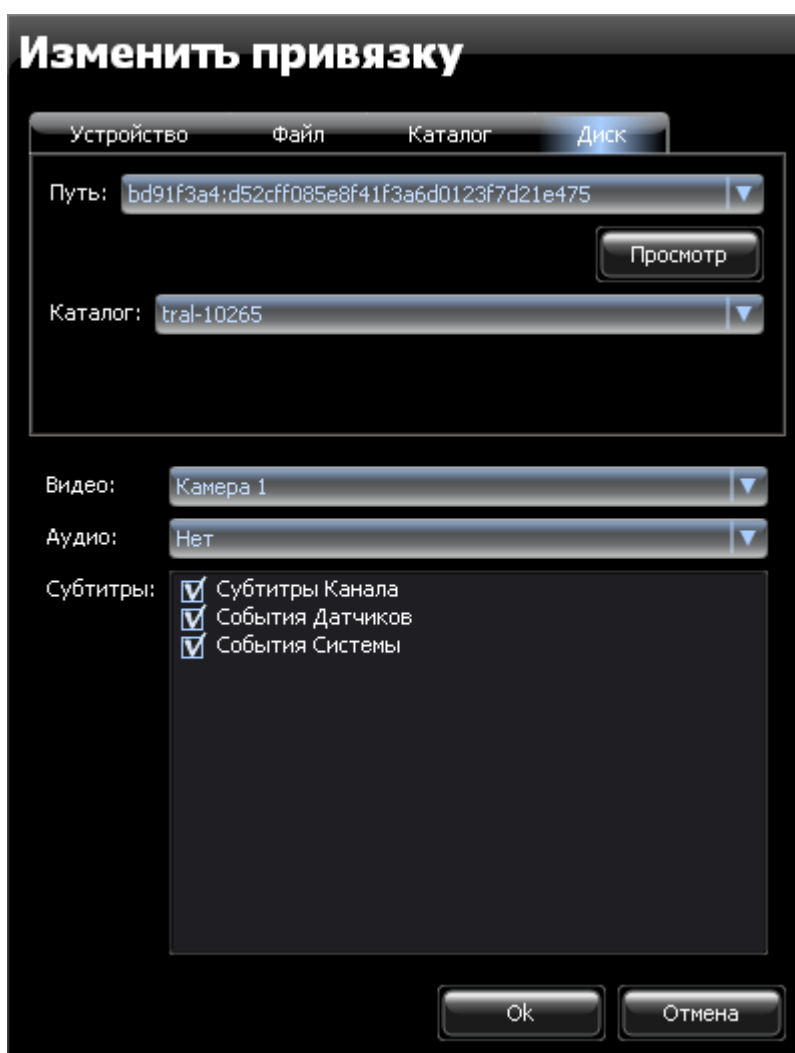 Изменить привязку
Устройство Файл Каталог Диск
Путь: bd91f3a4:d52cff085e8f41f3a6d0123f7d21e475
Просмотр
Каталог: tral-10265
Видео: Камера 1
Аудио: Нет
Субтитры: Субтитры Канала
События Датчиков
События Системы
Ok Отмена